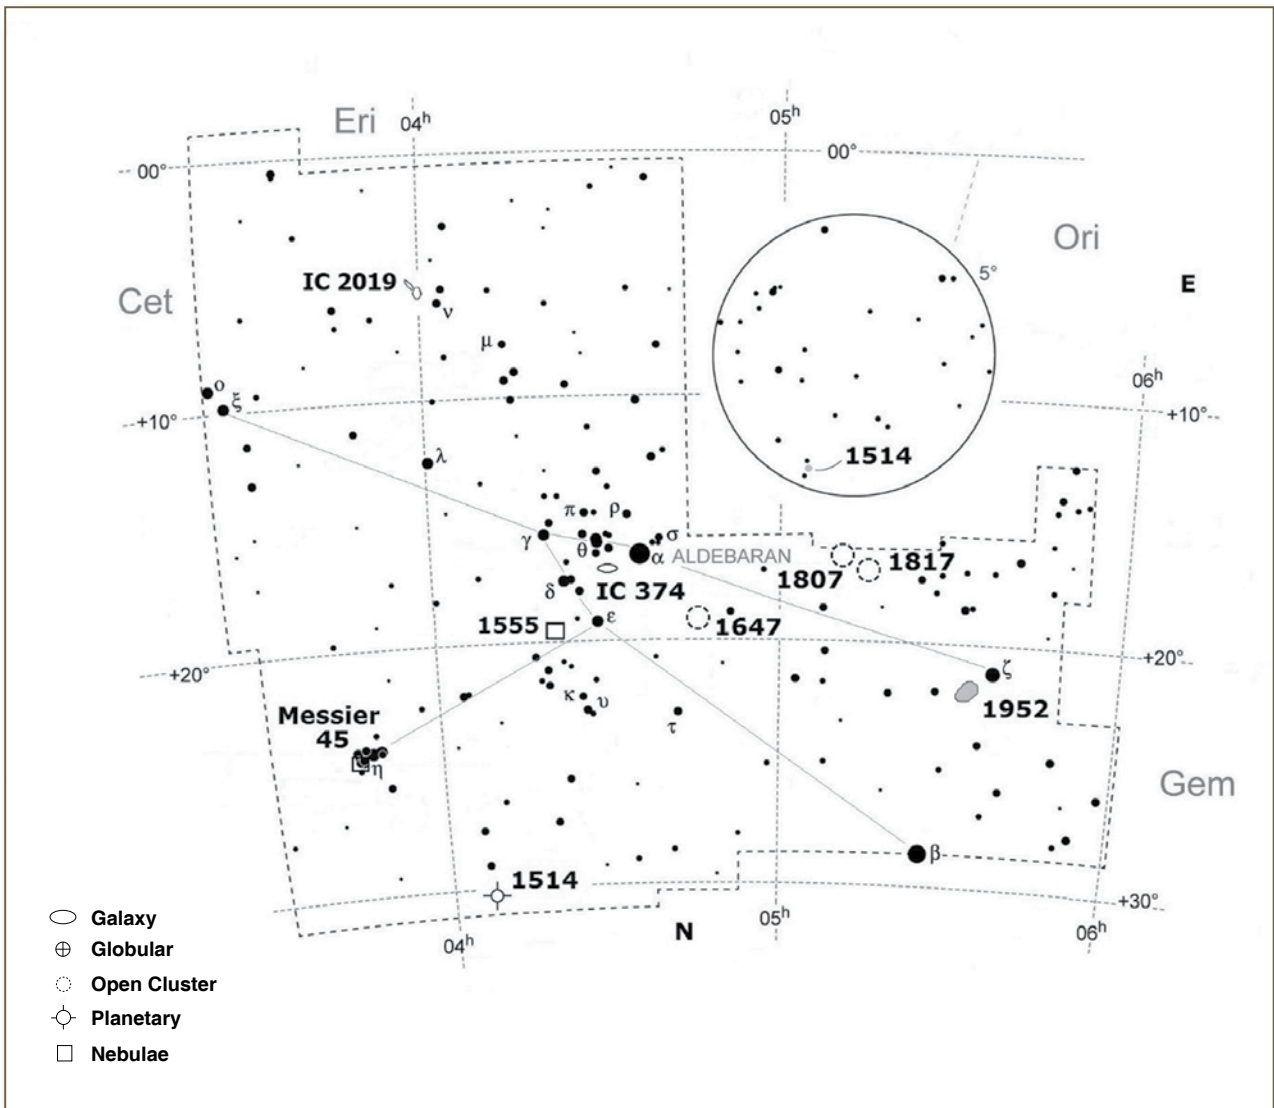 Eri
04h
05h
00°
00°
Ori
5°
E
IC 2019
Cet
ν
μ
06h
ο
ξ
+10°
+10°
λ
1514
π
ρ
γ
θ
σ
α
ALDEBARAN
1807
1817
δ
IC 374
1555
ε
1647
+20°
+20°
κ
υ
τ
ζ
1952
Messier
45
η
Gem
β
1514
+30°
04h
N
05h
06h
Galaxy
Globular
Open Cluster
Planetary
Nebulae